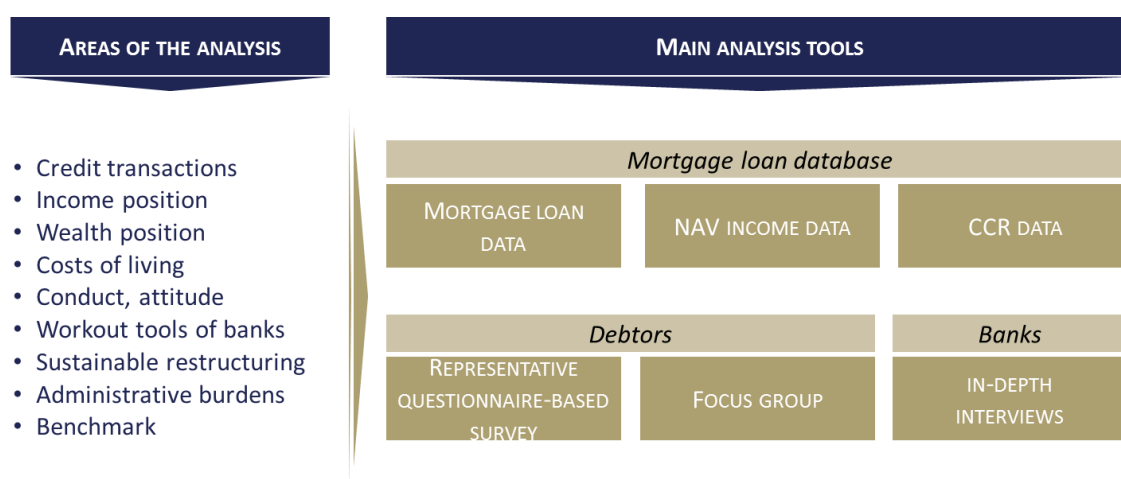 AREAS OF THE ANALYSIS
MAIN ANALYSIS TOOLS
• Credit transactions
• Income position
• Wealth position
• Costs of living
• Conduct, attitude
• Workout tools of banks
• Sustainable restructuring
• Administrative burdens
• Benchmark
Mortgage loan database
MORTGAGE LOAN
DATA
NAV INCOME DATA
CCR DATA
Debtors
REPRESENTATIVE
QUESTIONNAIRE-BASED
SURVEY
FOCUS GROUP
Banks
IN-DEPTH
INTERVIEWS